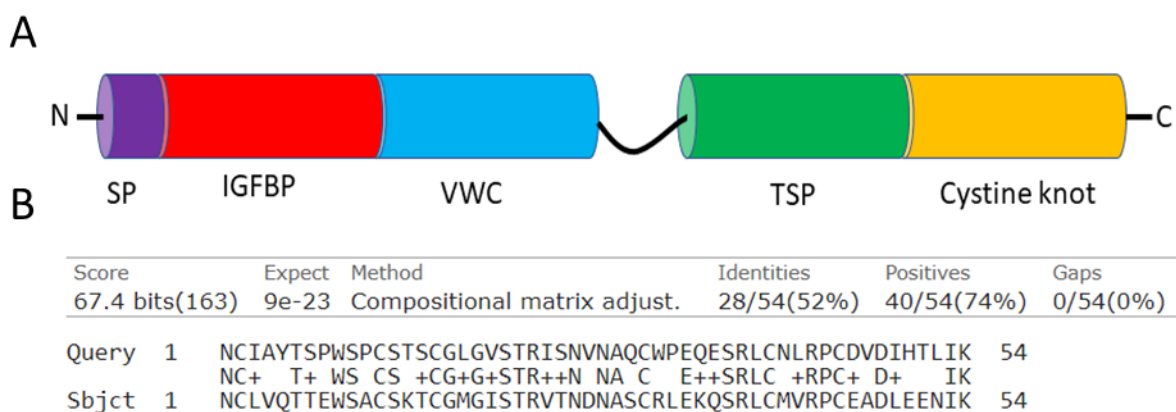 A
N
C
SP
IGFBP
VWC
TSP
Cystine knot
B
Score Expect Method Identities Positives Gaps
67.4 bits(163) 9e-23 Compositional matrix adjust. 28/54(52%) 40/54(74%) 0/54(0%)
Query 1 NCIAYTSPWSPCSTSCGLGVSTRISNVNAQCWPEQESRLCNLRPCDVDIHTLIK 54
NC+ T+ WS CS +CG+G+STR++N NA C E++SRLC +RPC+ D+ IK
Sbjct 1 NCLVQTTEWSACSKTCGMGISTRVTNDNASCRLEKQSRLCMVRPCEADLEENIK 54